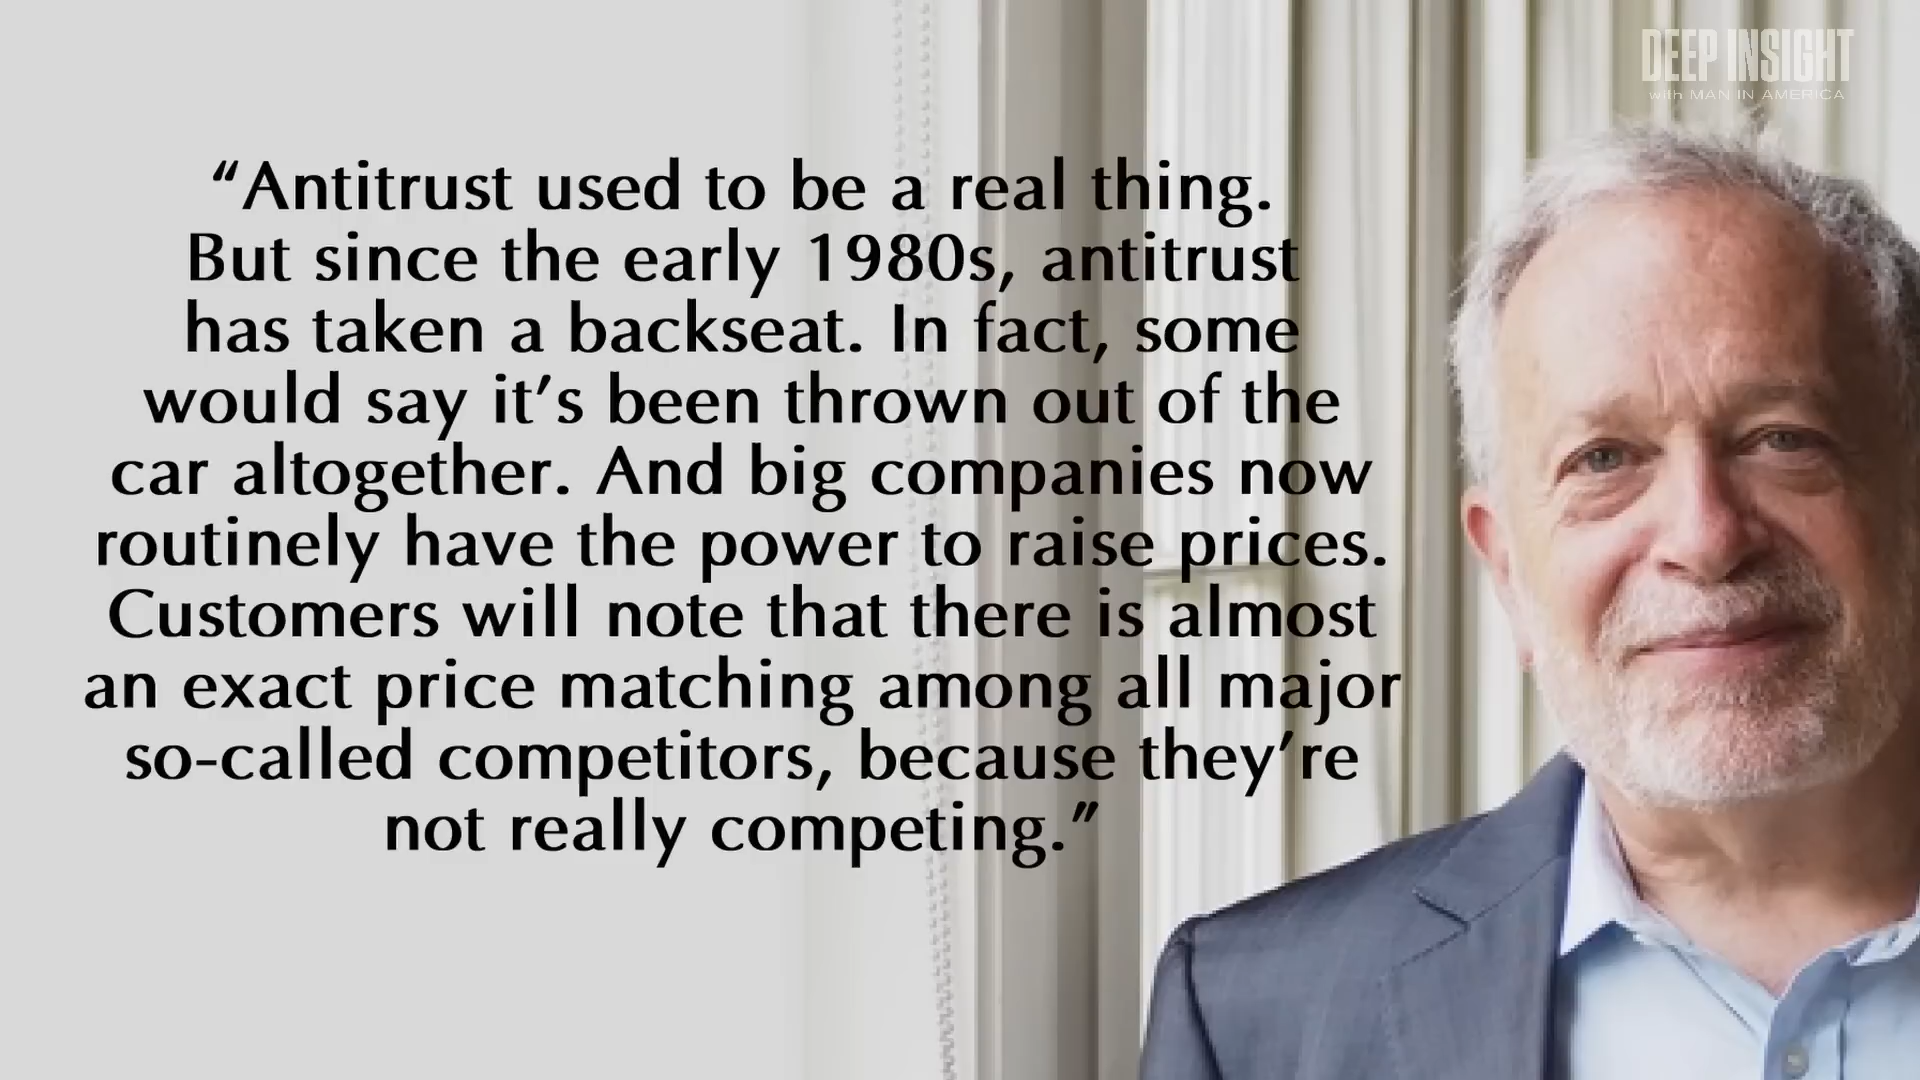 DEEP INSIGHT
with MAN IN AMERICA
“Antitrust used to be a real thing.
But since the early 1980s, antitrust
has taken a backseat. In fact, some
would say it’s been thrown out of the
car altogether. And big companies now
routinely have the power to raise prices.
Customers will note that there is almost
an exact price matching among all major
so-called competitors, because they’re
not really competing.”